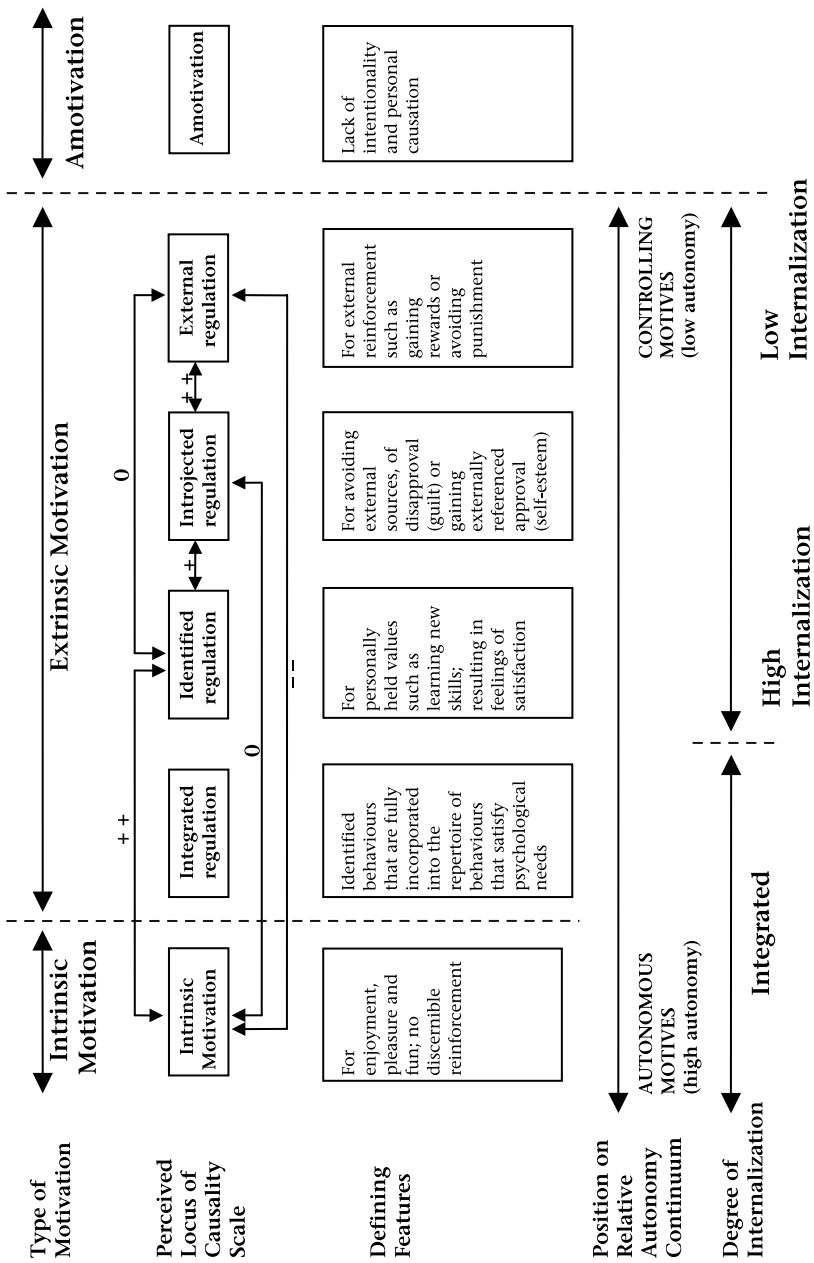 Type of
Motivation
Intrinsic
Motivation
Extrinsic Motivation
Amotivation
Perceived
Locus of
Causality
Scale
+ +
0
Intrinsic
Motivation
Integrated
regulation
Identified
regulation
+
Introjected
regulation
+ +
External
regulation
Amotivation
0
– –
Defining
Features
For
enjoyment,
pleasure and
fun; no
discernible
reinforcement
Identified
behaviours
that are fully
incorporated
into the
repertoire of
behaviours
that satisfy
psychological
needs
For
personally
held values
such as
learning new
skills;
resulting in
feelings of
satisfaction
For avoiding
external
sources, of
disapproval
(guilt) or
gaining
externally
referenced
approval
(self-esteem)
For external
reinforcement
such as
gaining
rewards or
avoiding
punishment
Lack of
intentionality
and personal
causation
Position on
Relative
Autonomy
Continuum
AUTONOMOUS
MOTIVES
(high autonomy)
CONTROLLING
MOTIVES
(low autonomy)
Degree of
Internalization
Integrated
High
Internalization
Low
Internalization